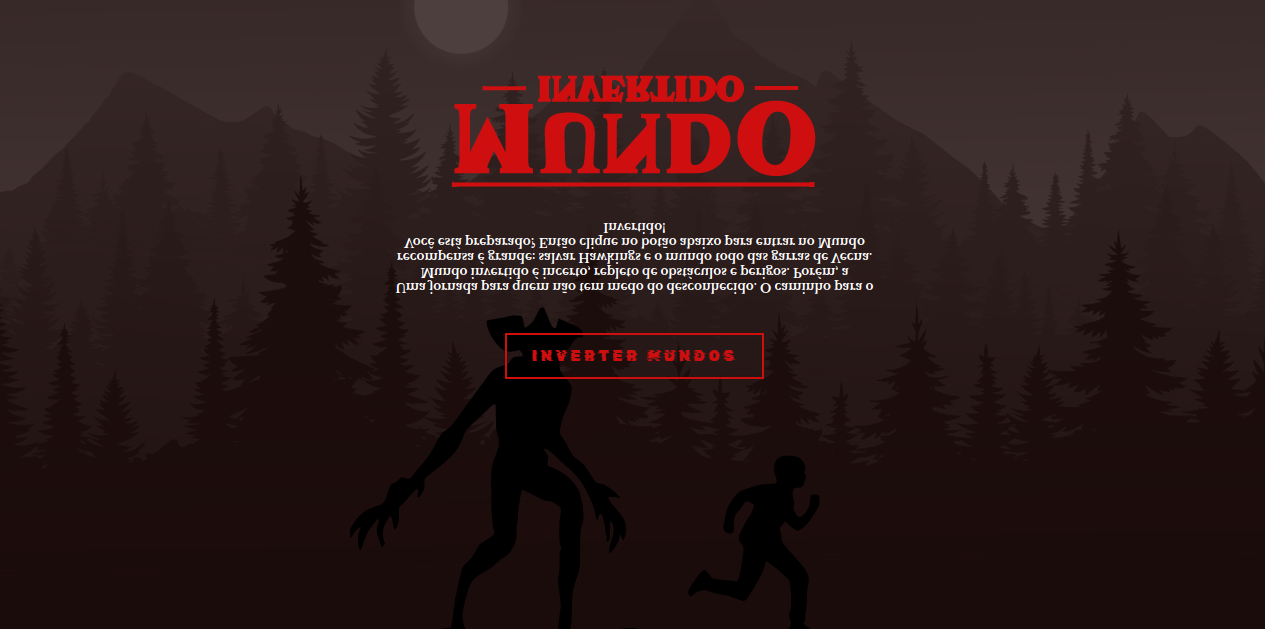 MUNDO
INVERTIDO
Uma jornada para quem não tem medo do desconhecido. O caminho para o
Mundo invertido é incerto, repleto de obstáculos e perigos. Porém, a
recompensa é grande: salvar Hawkings e o mundo todo das garras de Vecna.
Você está preparado? Então clique no botão abaixo para entrar no Mundo
Invertido!
INVERTER MUNDOS